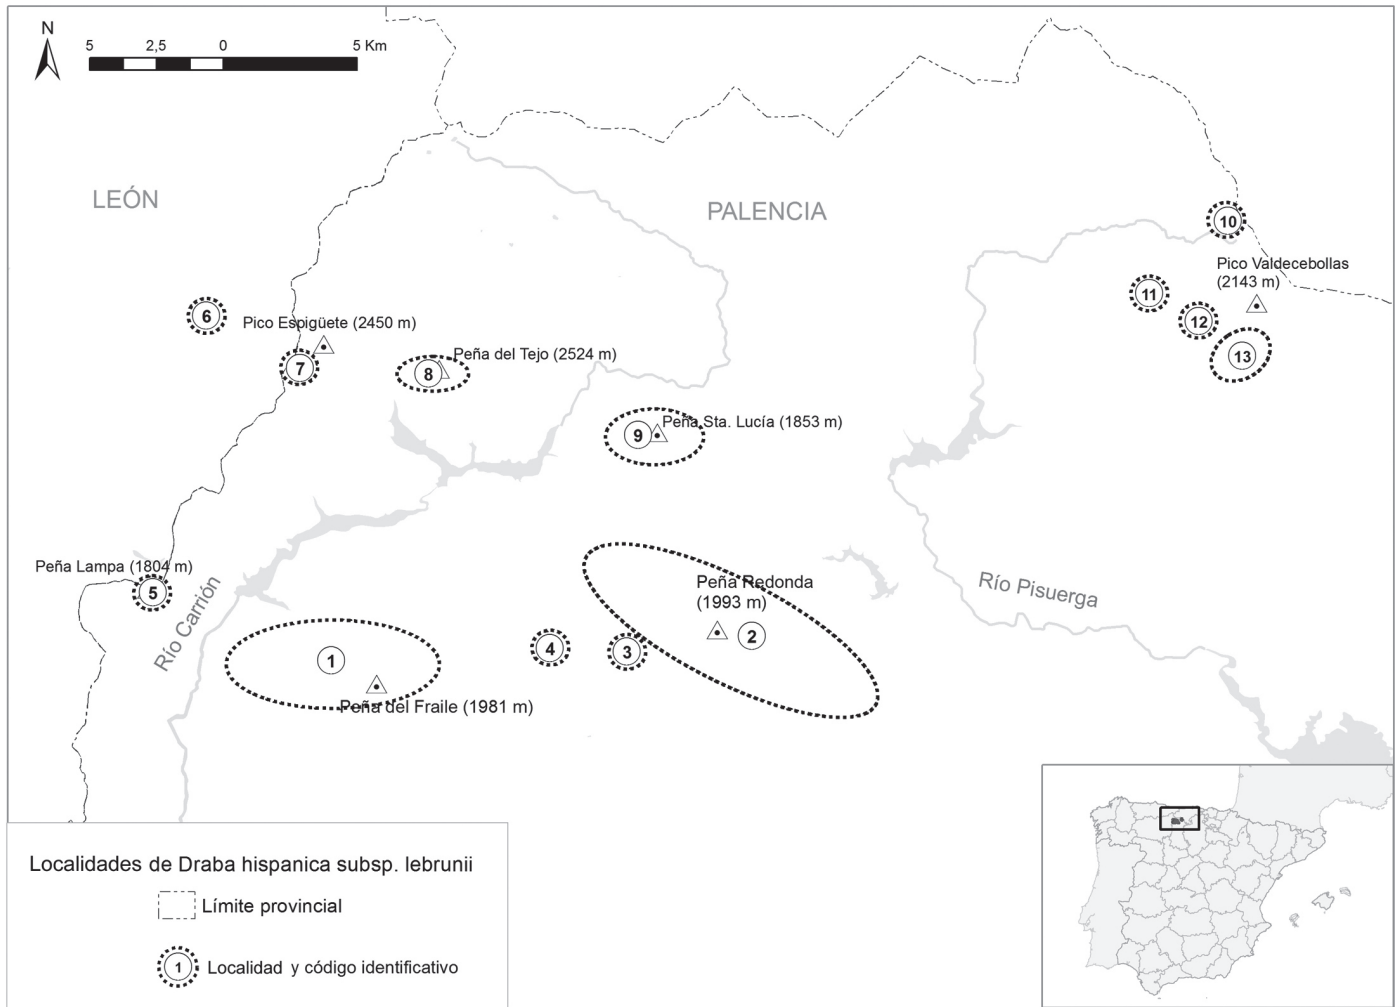 N
5 2,5 0 5 Km
LEÓN
PALENCIA
10
Pico Valdecebollas
(2143 m)
11
6
12
Pico Espigüete (2450 m)
13
Peña del Tejo (2524 m)
7
8
Peña Sta. Lucía (1853 m)
9
Peña Lampa (1804 m)
5
Río Carrión
Peña Redonda
(1993 m)
Río Pisuerga
2
4
3
1
Peña del Fraile (1981 m)
Localidades de Draba hispanica subsp. lebrunii
Límite provincial
1 Localidad y código identificativo